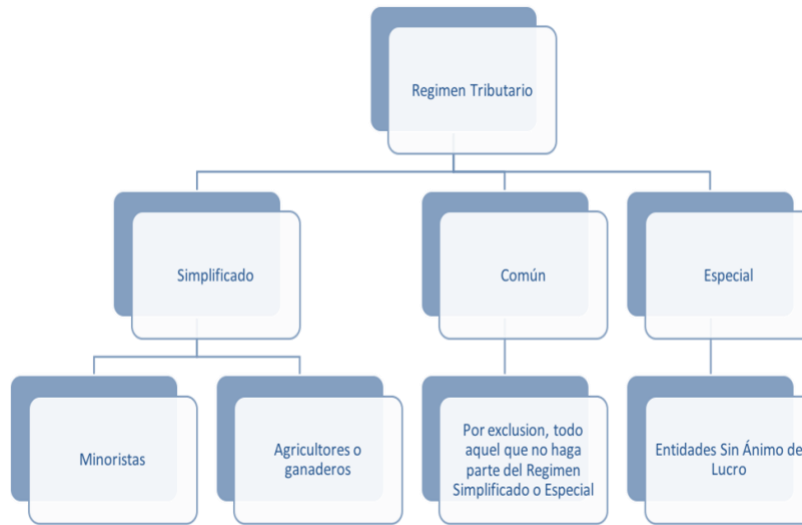 Regimen Tributario
Simplificado
Común
Especial
Minoristas
Agricultores o
ganaderos
Por exclusion, todo
aquel que no haga
parte del Regimen
Simplificado o Especial
Entidades Sin Ánimo de
Lucro